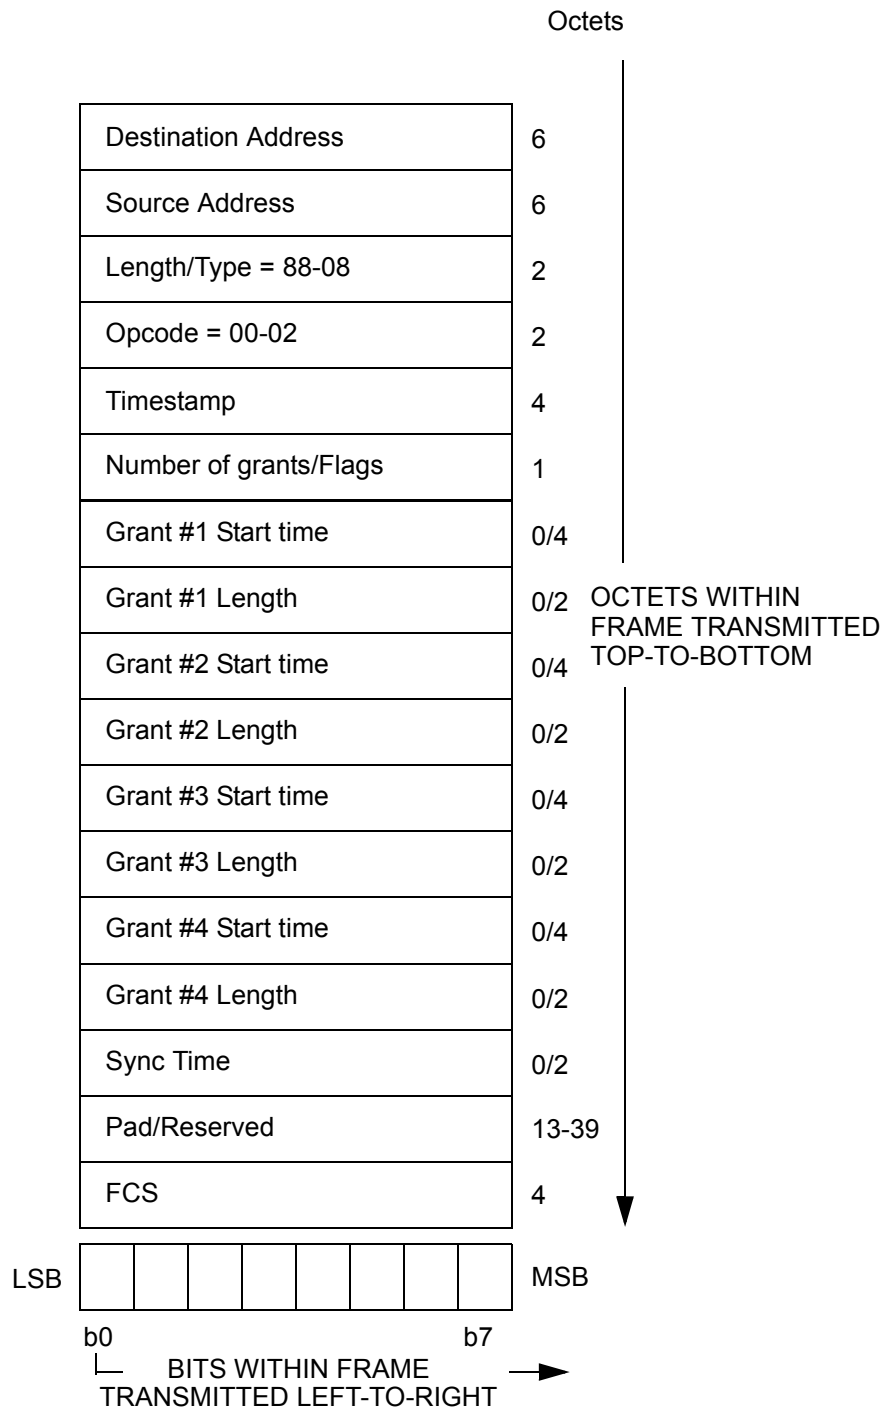 Octets
Destination Address 6
Source Address 6
Length/Type = 88-08 2
Opcode = 00-02 2
Timestamp 4
Number of grants/Flags 1
Grant #1 Start time 0/4
Grant #1 Length 0/2
Grant #2 Start time 0/4
Grant #2 Length 0/2
Grant #3 Start time 0/4
Grant #3 Length 0/2
Grant #4 Start time 0/4
Grant #4 Length 0/2
Sync Time 0/2
Pad/Reserved 13-39
FCS 4
OCTETS WITHIN
FRAME TRANSMITTED
TOP-TO-BOTTOM
LSB MSB
b0 b7
BITS WITHIN FRAME
TRANSMITTED LEFT-TO-RIGHT